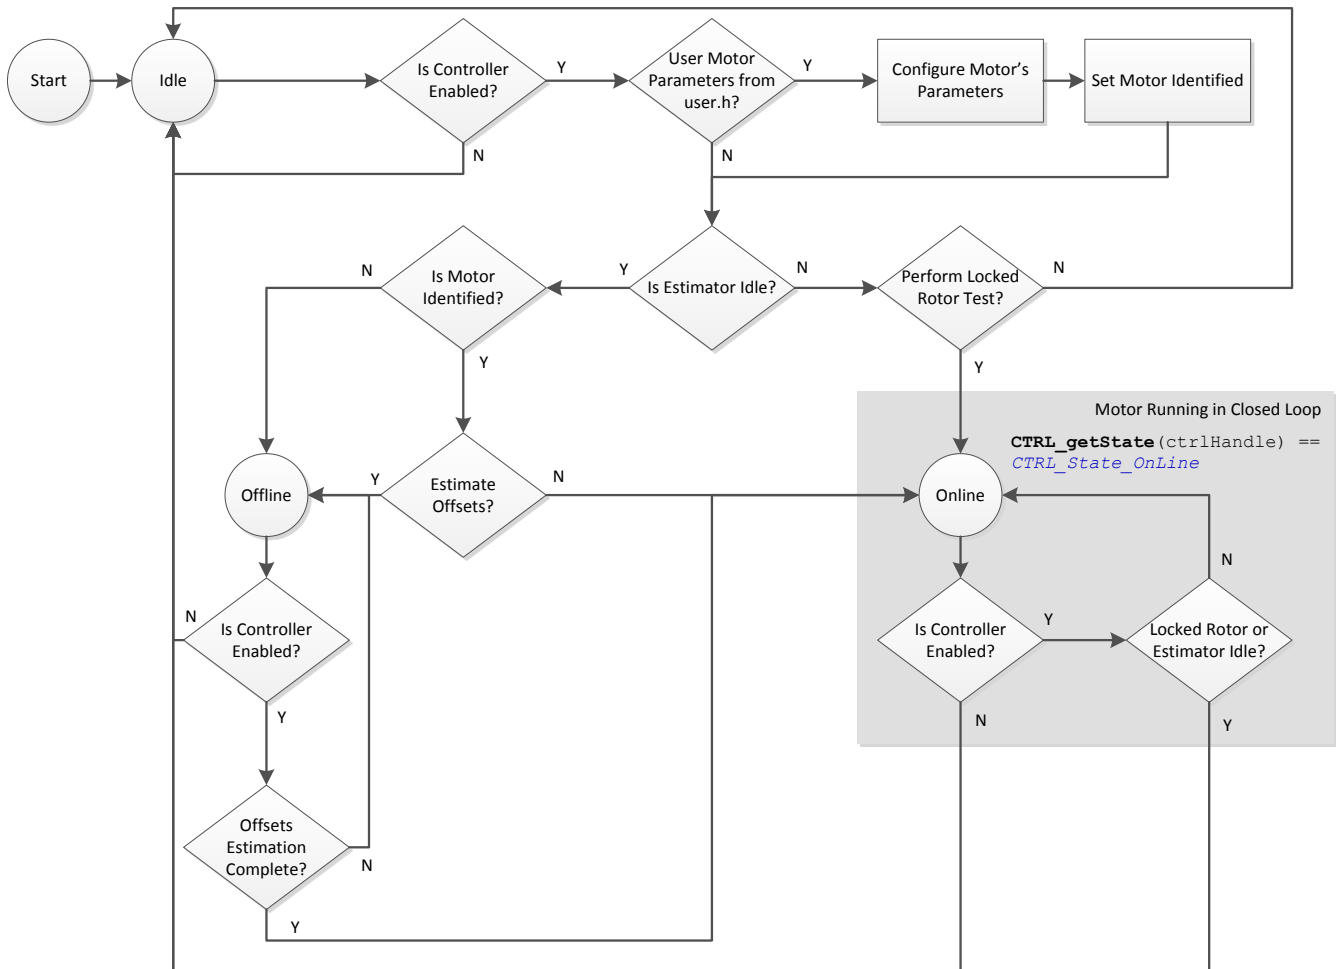 Start
Idle
Is Controller
Enabled?
Y
N
User Motor
Parameters from
user.h?
Y
N
Configure Motor's
Parameters
Set Motor Identified
N
Is Motor
Identified?
Y
Y
Is Estimator Idle?
N
Perform Locked
Rotor Test?
N
Y
Motor Running in Closed Loop
CTRL_getState(ctrlHandle) ==
CTRL_State_OnLine
Offline
Y
Estimate
Offsets?
N
Online
N
N
Is Controller
Enabled?
Y
Is Controller
Enabled?
Y
N
Locked Rotor or
Estimator Idle?
Y
Offsets
Estimation
Complete?
N
Y